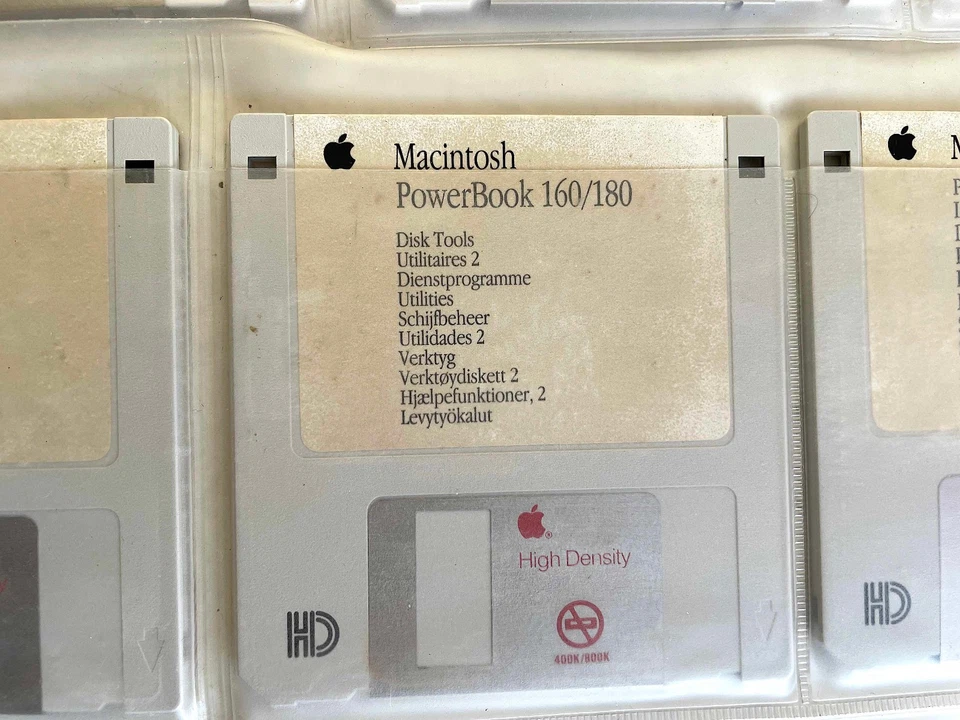 Macintosh
PowerBook 160/180
Disk Tools
Utilitaires 2
Dienstprogramme
Utilities
Schijfbeheer
Utilidades 2
Verktyg
Verktøydiskett 2
Hjælpefunktioner, 2
Levytyökalut
®
High Density
HD
400K/800K
HD